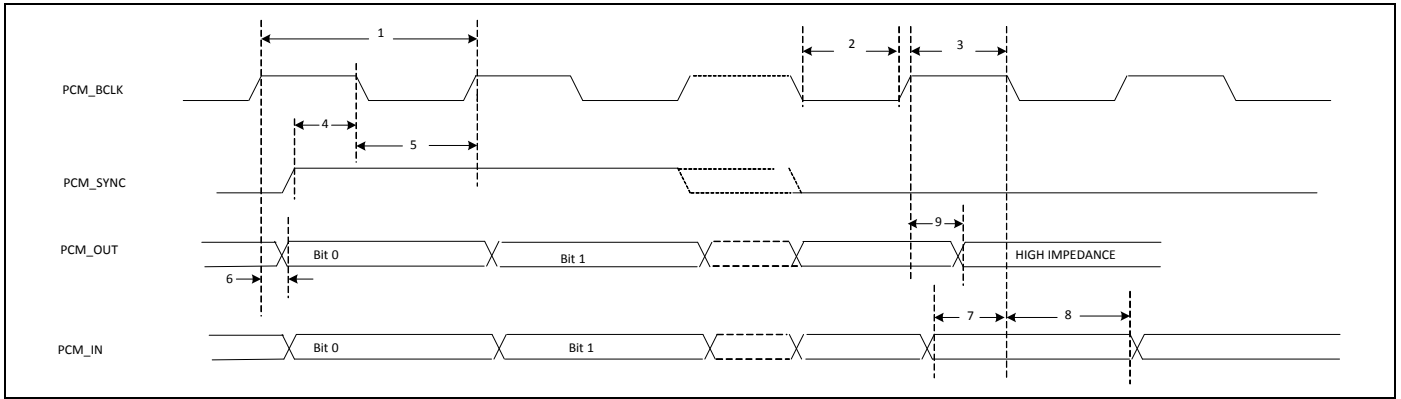 1
2
3
PCM_BCLK
4
5
PCM_SYNC
9
PCM_OUT
Bit 0
Bit 1
HIGH IMPEDANCE
6
7
8
PCM_IN
Bit 0
Bit 1